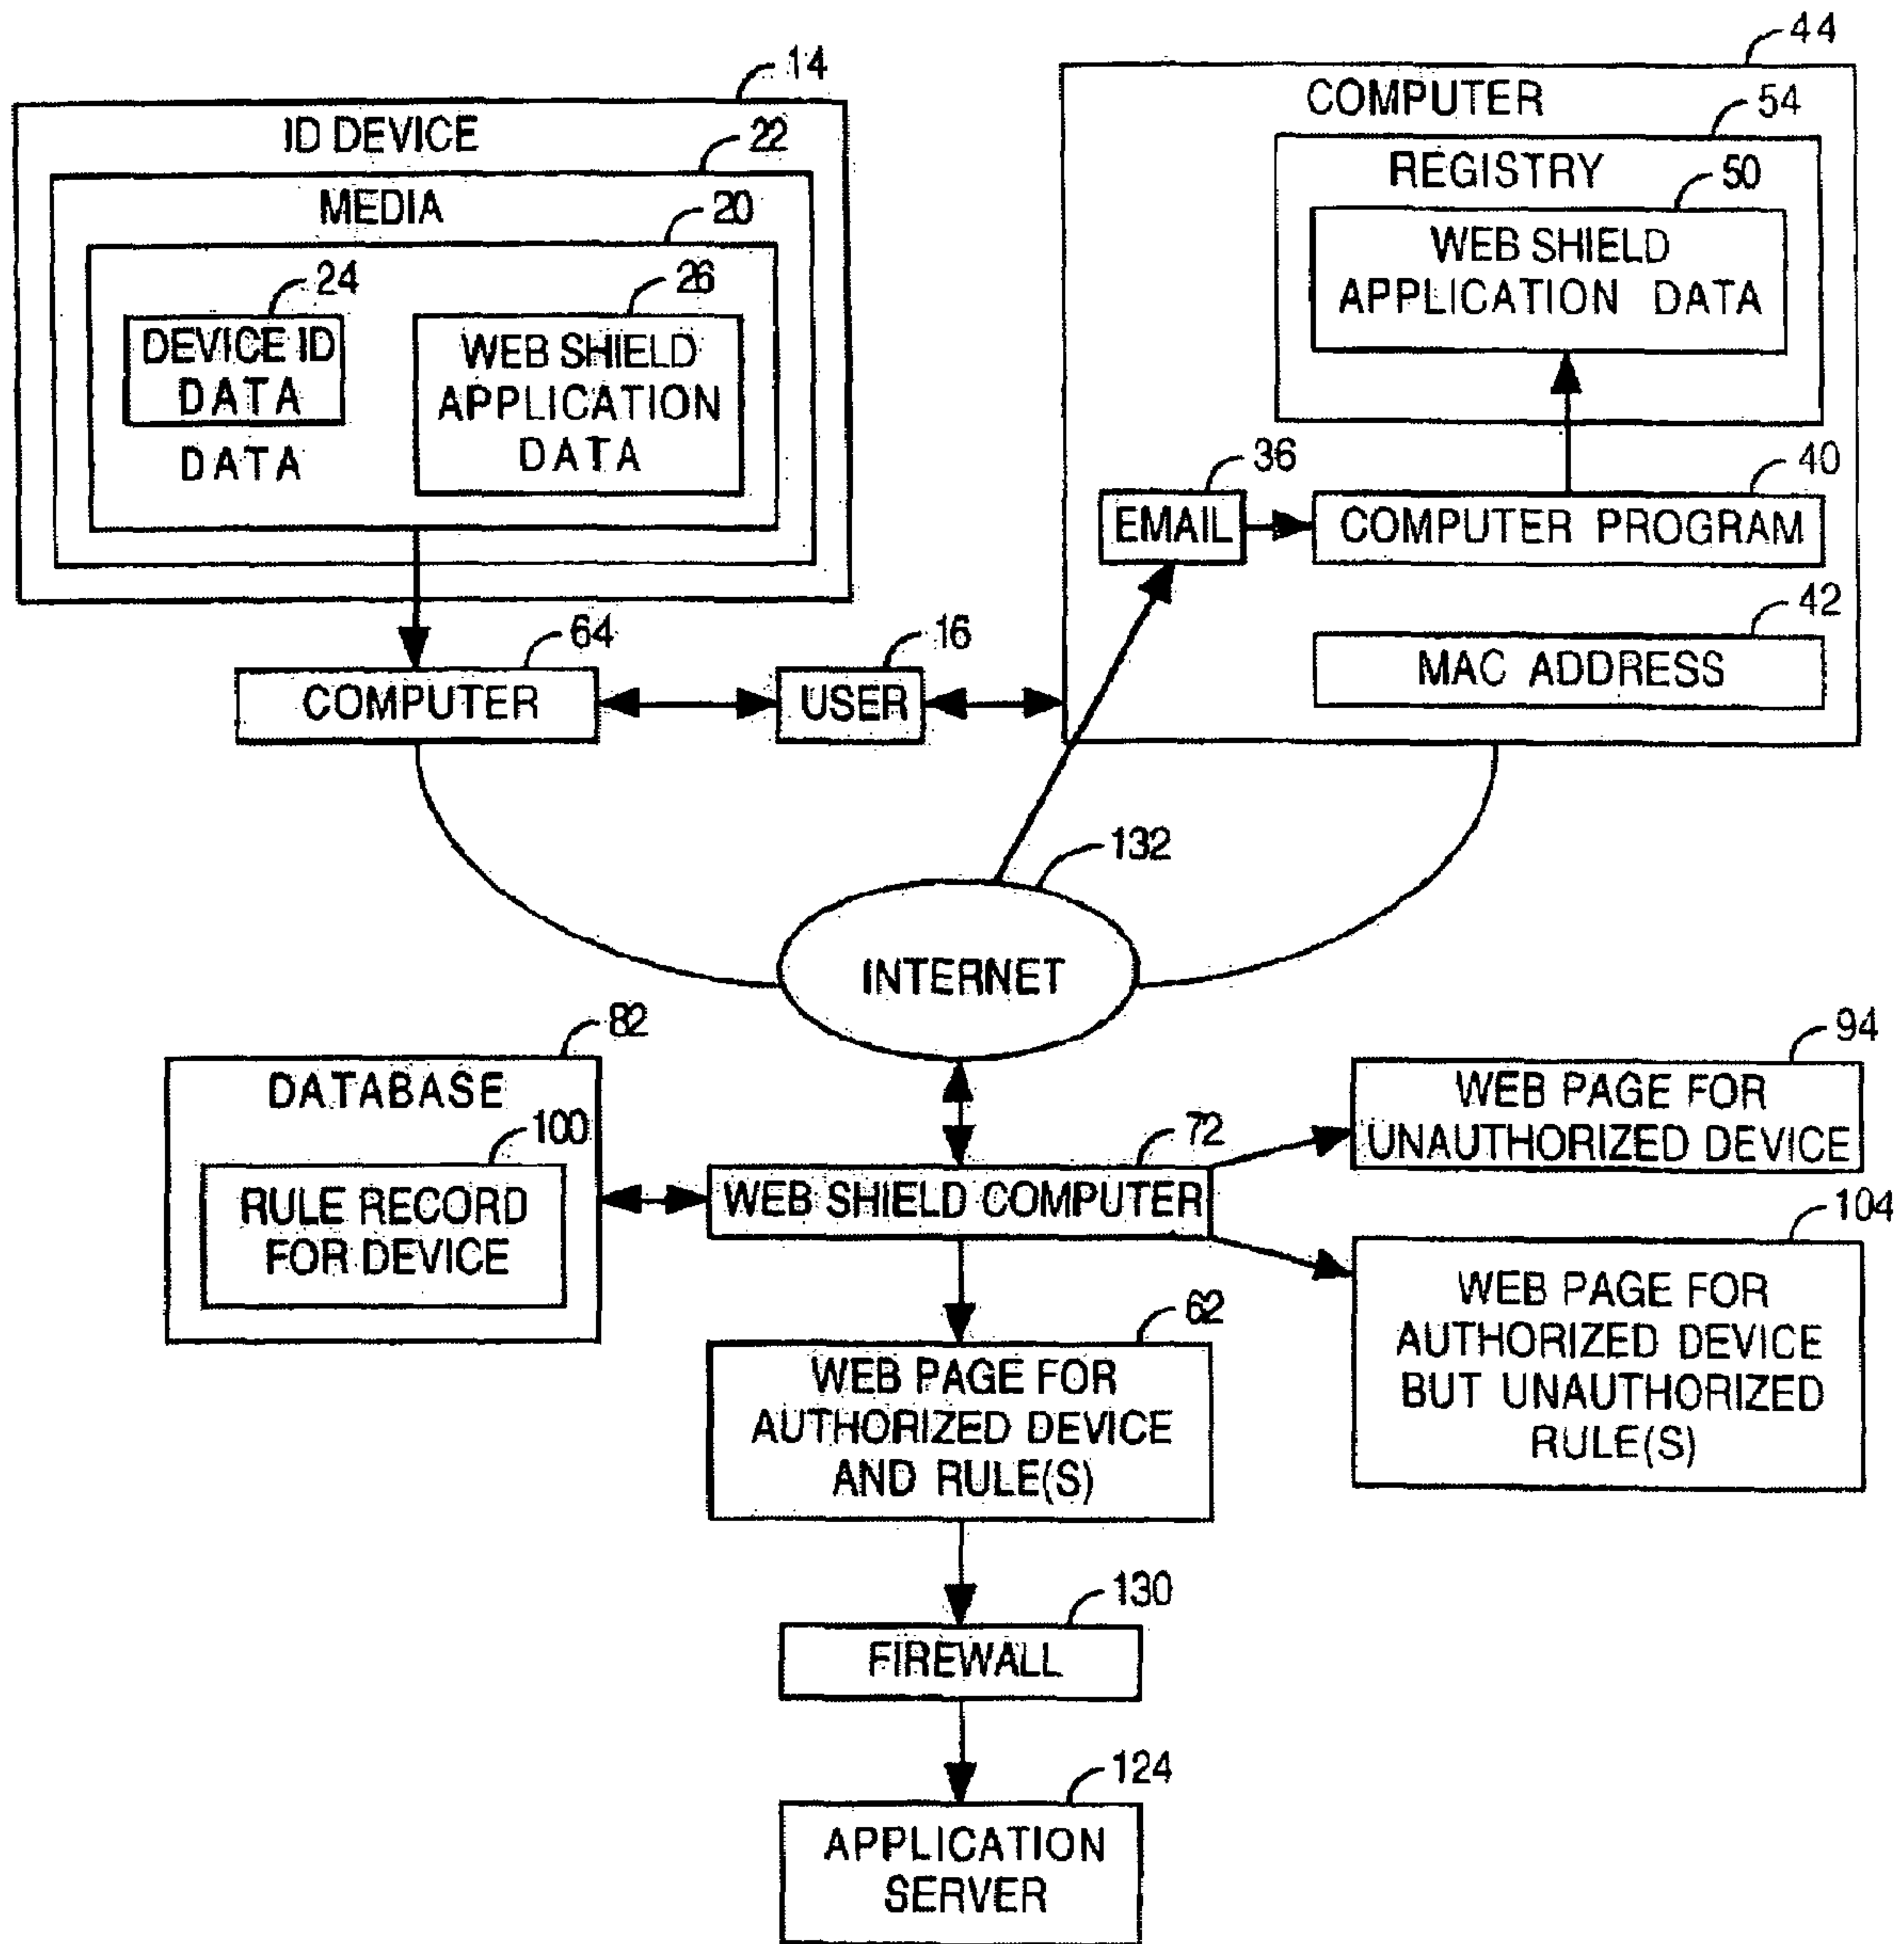 14
ID DEVICE
22
MEDIA
20
24
DEVICE ID
DATA
DATA
26
WEB SHIELD
APPLICATION
DATA
44
COMPUTER
54
REGISTRY
50
WEB SHIELD
APPLICATION DATA
36
EMAIL
40
COMPUTER PROGRAM
42
MAC ADDRESS
64
COMPUTER
16
USER
132
INTERNET
82
DATABASE
100
RULE RECORD
FOR DEVICE
72
WEB SHIELD COMPUTER
94
WEB PAGE FOR
UNAUTHORIZED DEVICE
104
WEB PAGE FOR
AUTHORIZED DEVICE
BUT UNAUTHORIZED
RULE(S)
62
WEB PAGE FOR
AUTHORIZED DEVICE
AND RULE(S)
130
FIREWALL
124
APPLICATION
SERVER